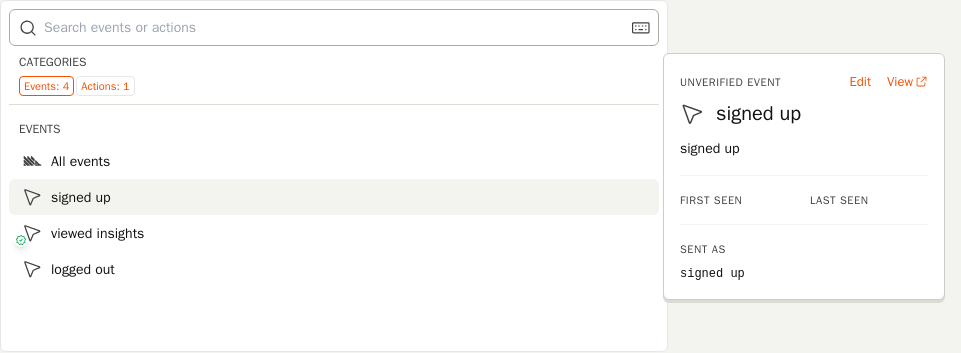 Search events or actions
CATEGORIES
Events: 4 Actions: 1
EVENTS
All events
signed up
viewed insights
logged out
UNVERIFIED EVENT Edit View
signed up
signed up
FIRST SEEN LAST SEEN
SENT AS
signed up